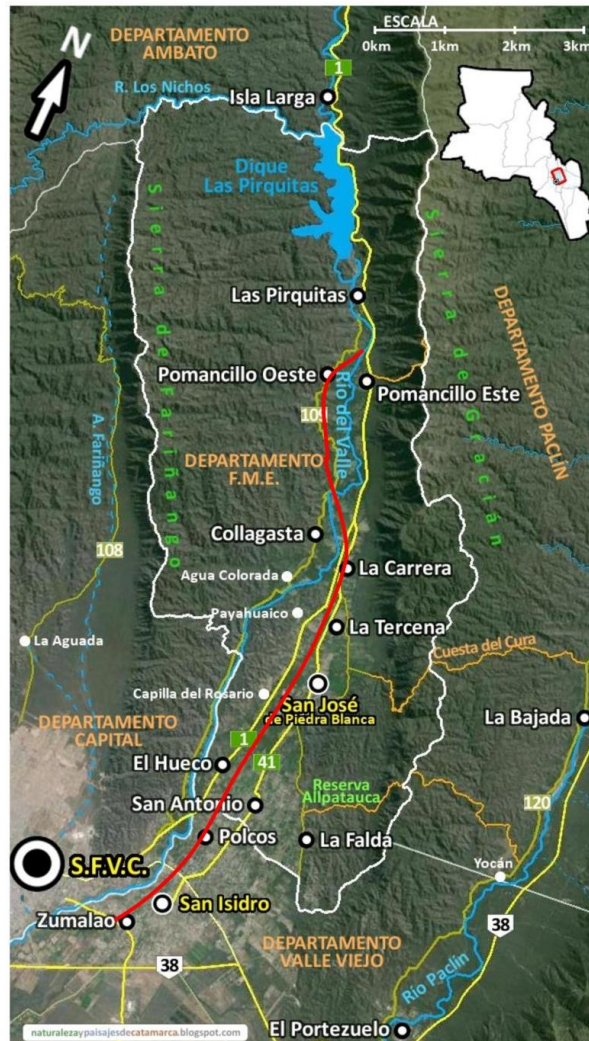 ESCALA
0km 1km 2km 3km
N
DEPARTAMENTO
AMBATO
R. Los Nichos
1
Isla Larga
Dique
Las Pirquitas
Sierra de Fariñango
Sierra de Gracián
Las Pirquitas
DEPARTAMENTO PACLÍN
Pomancillo Oeste
Pomancillo Este
109
Río del Valle
A. Fariñango
DEPARTAMENTO
F.M.E.
Collagasta
108
La Carrera
Agua Colorada
Payahuaico
La Tercena
La Aguada
Cuesta del Cura
San José
de Piedra Blanca
Capilla del Rosario
La Bajada
DEPARTAMENTO
CAPITAL
1
41
El Hueco
Reserva
Allpatauca
120
San Antonio
Polcos
La Falda
S.F.V.C.
Yocán
San Isidro
Zumalao
38
38
DEPARTAMENTO
VALLE VIEJO
Río Paclín
El Portezuelo
naturalezaypaisajesdecatamarca.blogspot.com